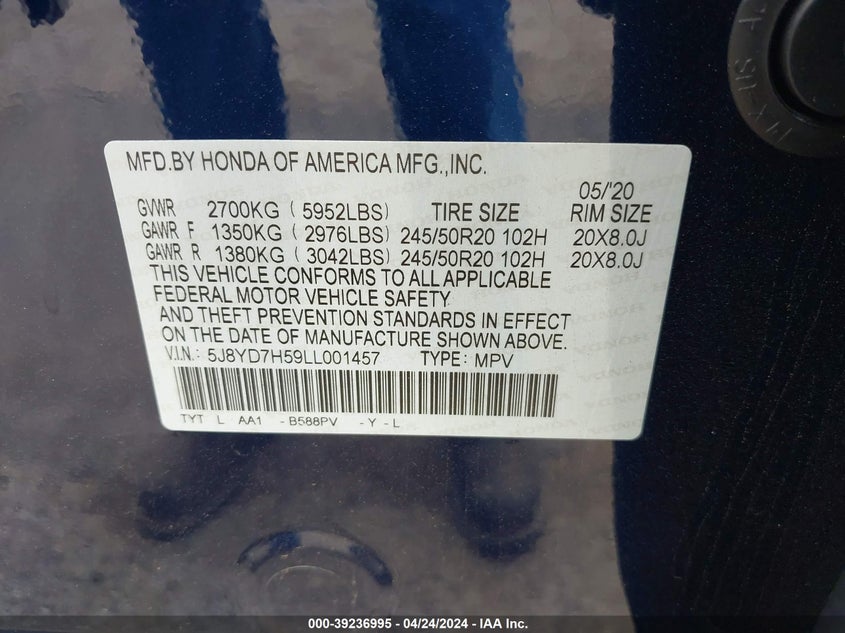 MFD.BY HONDA OF AMERICA MFG.,INC.
05/'20
GVWR 2700KG ( 5952LBS) TIRE SIZE RIM SIZE
GAWR F 1350KG ( 2976LBS) 245/50R20 102H 20X8.0J
GAWR R 1380KG ( 3042LBS) 245/50R20 102H 20X8.0J
THIS VEHICLE CONFORMS TO ALL APPLICABLE
FEDERAL MOTOR VEHICLE SAFETY
AND THEFT PREVENTION STANDARDS IN EFFECT
ON THE DATE OF MANUFACTURE SHOWN ABOVE.
V.I.N.: 5J8YD7H59LL001457 TYPE: MPV
TYT L AA1 -B588PV -Y -L
000-39236995 - 04/24/2024 - IAA Inc.